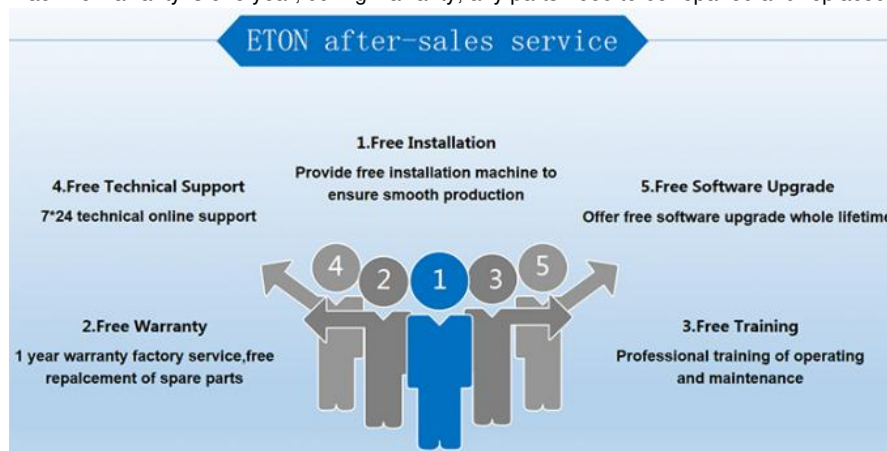 ETON after-sales service
1.Free Installation
Provide free installation machine to
ensure smooth production
4.Free Technical Support
7*24 technical online support
5.Free Software Upgrade
Offer free software upgrade whole lifetime
4
2
1
3
5
2.Free Warranty
1 year warranty factory service,free
repalcement of spare parts
3.Free Training
Professional training of operating
and maintenance